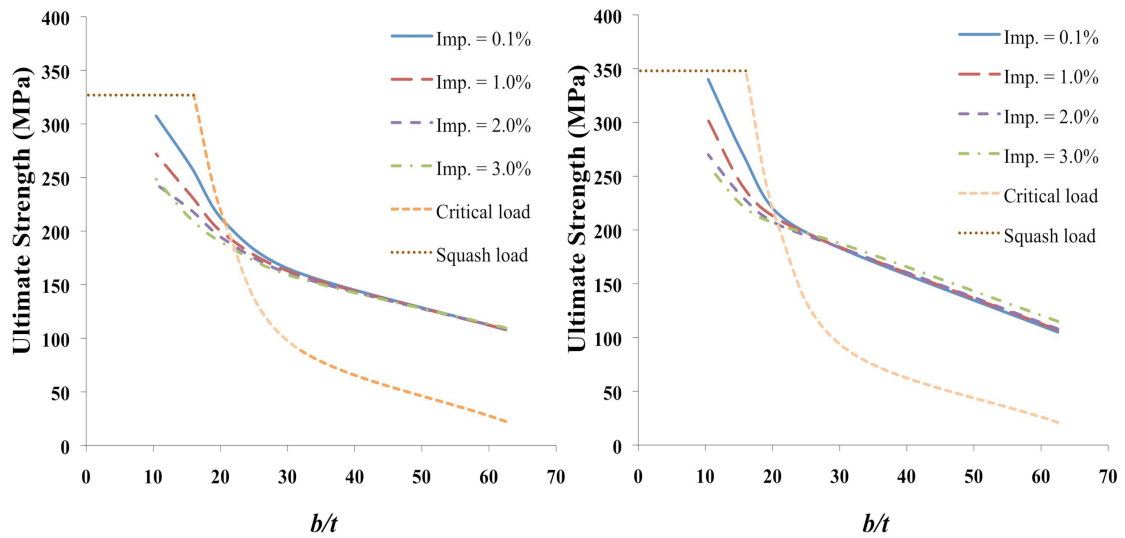 400
350
300
250
200
150
100
50
0
Ultimate Strength (MPa)
0 10 20 30 40 50 60 70
b/t
Imp. = 0.1%
Imp. = 1.0%
Imp. = 2.0%
Imp. = 3.0%
Critical load
Squash load
400
350
300
250
200
150
100
50
0
Ultimate Strength (MPa)
0 10 20 30 40 50 60 70
b/t
Imp. = 0.1%
Imp. = 1.0%
Imp. = 2.0%
Imp. = 3.0%
Critical load
Squash load